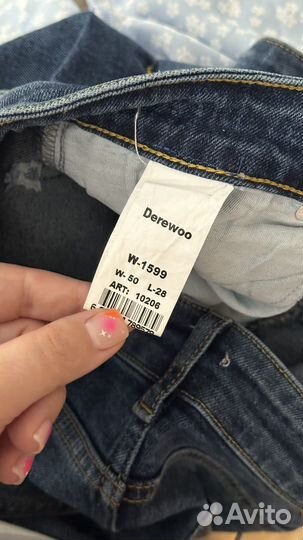 Derewoo
W-1599
W- 50 L-28
ART: 10206
Avito